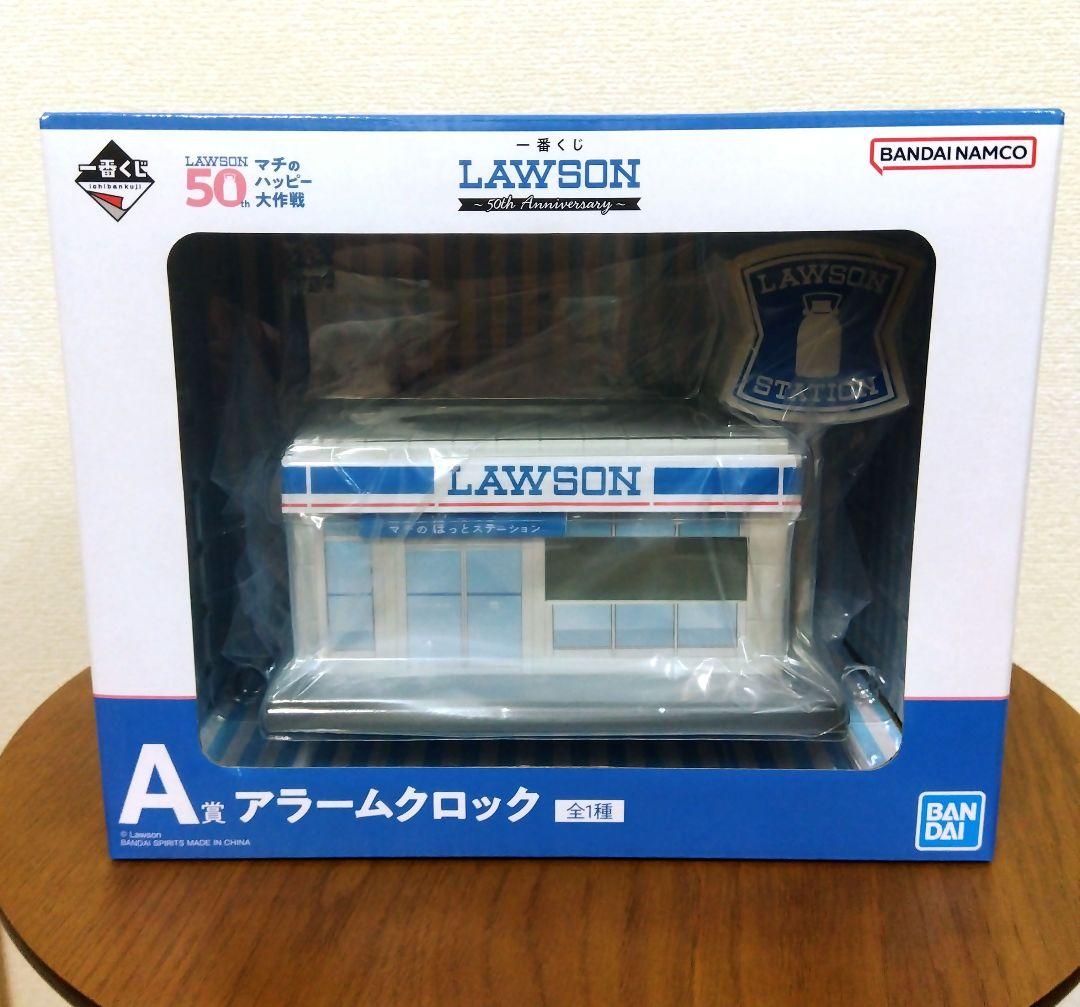 一番くじ
ichibankuji
LAWSON
50th
マチの
ハッピー
大作戦
一番くじ
LAWSON
~ 50th Anniversary ~
BANDAI NAMCO
LAWSON
STATION
LAWSON
マチの ほっとステーション
A賞 アラームクロック 全1種
© Lawson
BANDAI SPIRITS MADE IN CHINA
BAN
DAI